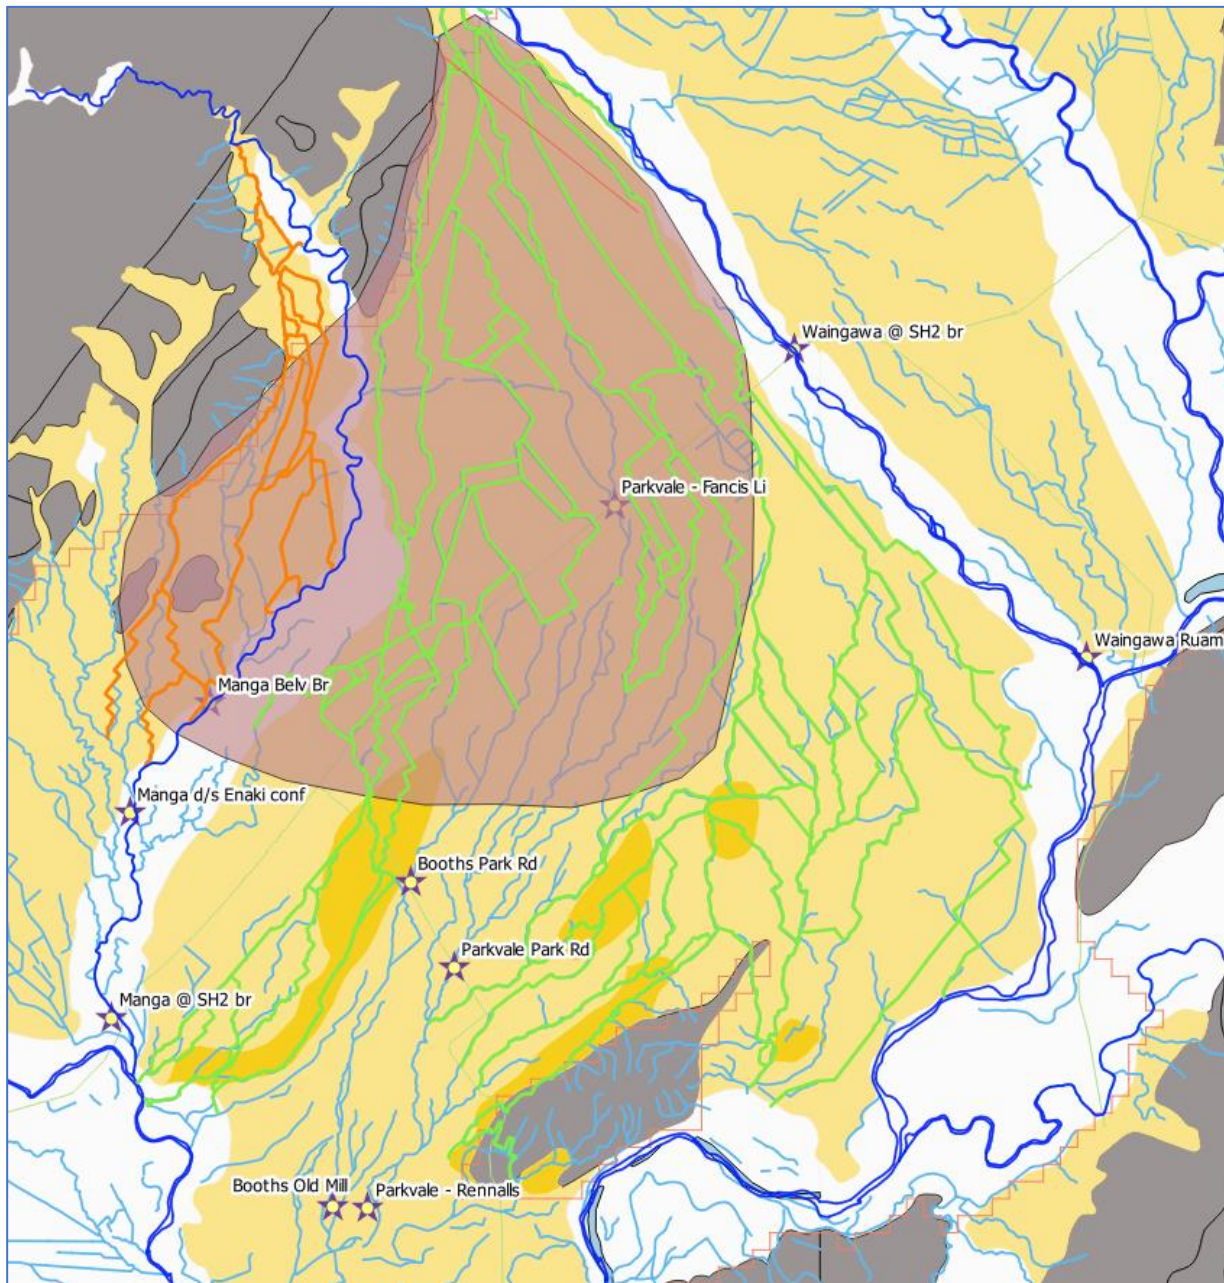 Waingawa @ SH2 br
Parkvale - Fancis Li
Waingawa Ruam
Manga Belv Br
Manga d/s Enaki conf
Booths Park Rd
Parkvale Park Rd
Manga @ SH2 br
Booths Old Mill
Parkvale - Rennalls